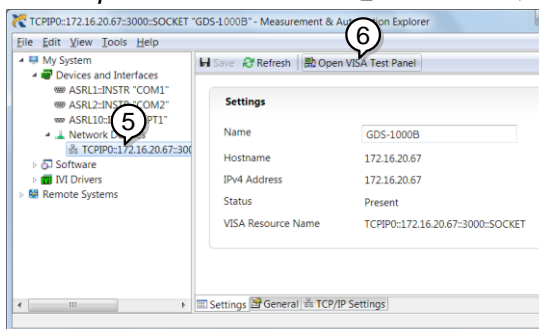 TCPIP0::172.16.20.67::3000::SOCKET "GDS-1000B" - Measurement & Automation Explorer
File Edit View Tools Help
6
My System
Save Refresh Open VISA Test Panel
Devices and Interfaces
ASRL1::INSTR "COM1"
ASRL2::INSTR "COM2"
Settings
5
Network
Name GDS-1000B
TCPIP0::172.16.20.67::300
Hostname 172.16.20.67
Software
IVI Drivers
IPv4 Address 172.16.20.67
Remote Systems
Status Present
VISA Resource Name TCPIP0::172.16.20.67::3000::SOCKET
Settings General TCP/IP Settings